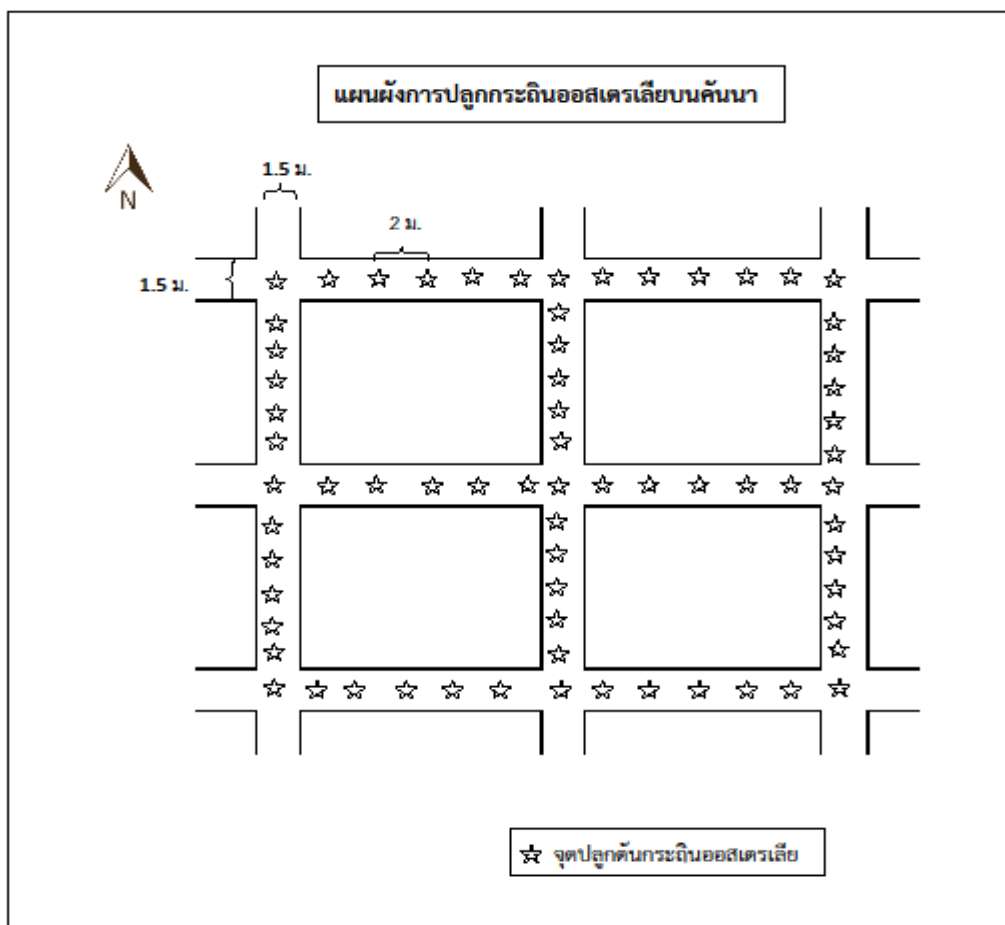 แผนผังการปลูกกระถินออสเตรเลียบนคันนา
N
1.5 ม.
2 ม.
1.5 ม.
จุดปลูกต้นกระถินออสเตรเลีย